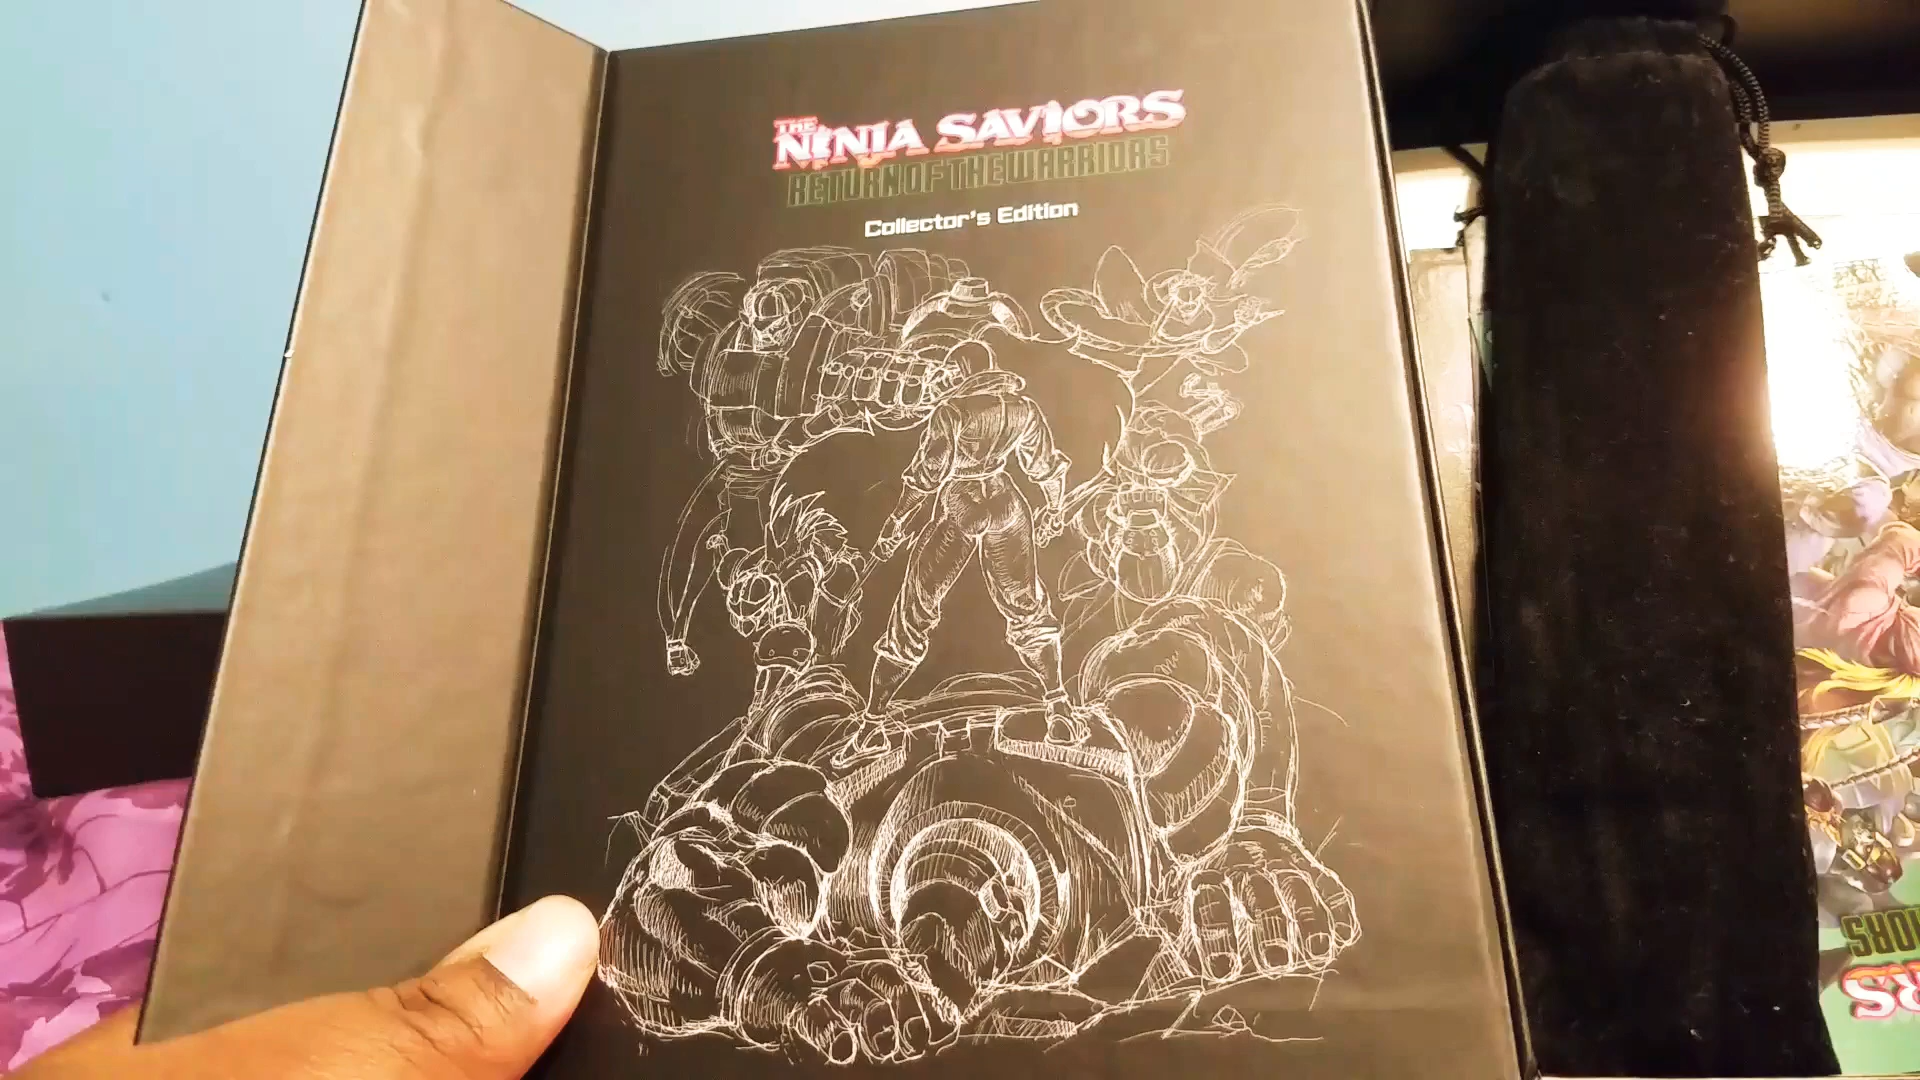 THE
NINJA SAVIORS
RETURN OF THE WARRIORS
Collector's Edition